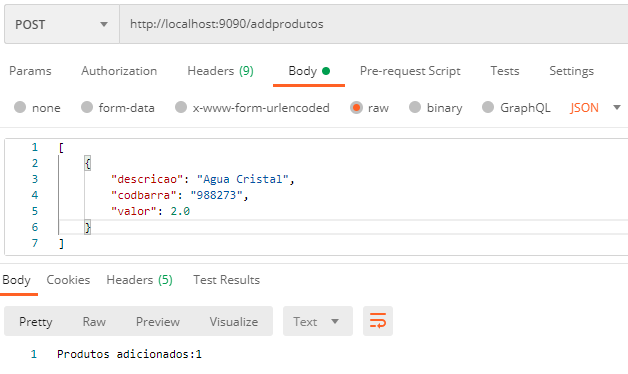 POST http://localhost:9090/addprodutos
Params Authorization Headers (9) Body Pre-request Script Tests Settings
none form-data x-www-form-urlencoded raw binary GraphQL JSON
1 [
2 {
3 "descricao": "Agua Cristal",
4 "codbarra": "988273",
5 "valor": 2.0
6 }
7 ]
Body Cookies Headers (5) Test Results
Pretty Raw Preview Visualize Text
1 Produtos adicionados:1